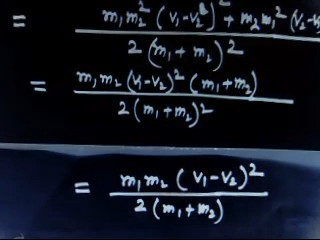 = m₁m₂² (v₁-v₂)² + m₂m₁² (v₂-v₁ / 2(m₁+m₂)²
= m₁m₂ (v₁-v₂)² (m₁+m₂) / 2(m₁+m₂)²
= m₁m₂ (v₁-v₂)² / 2(m₁+m₂)